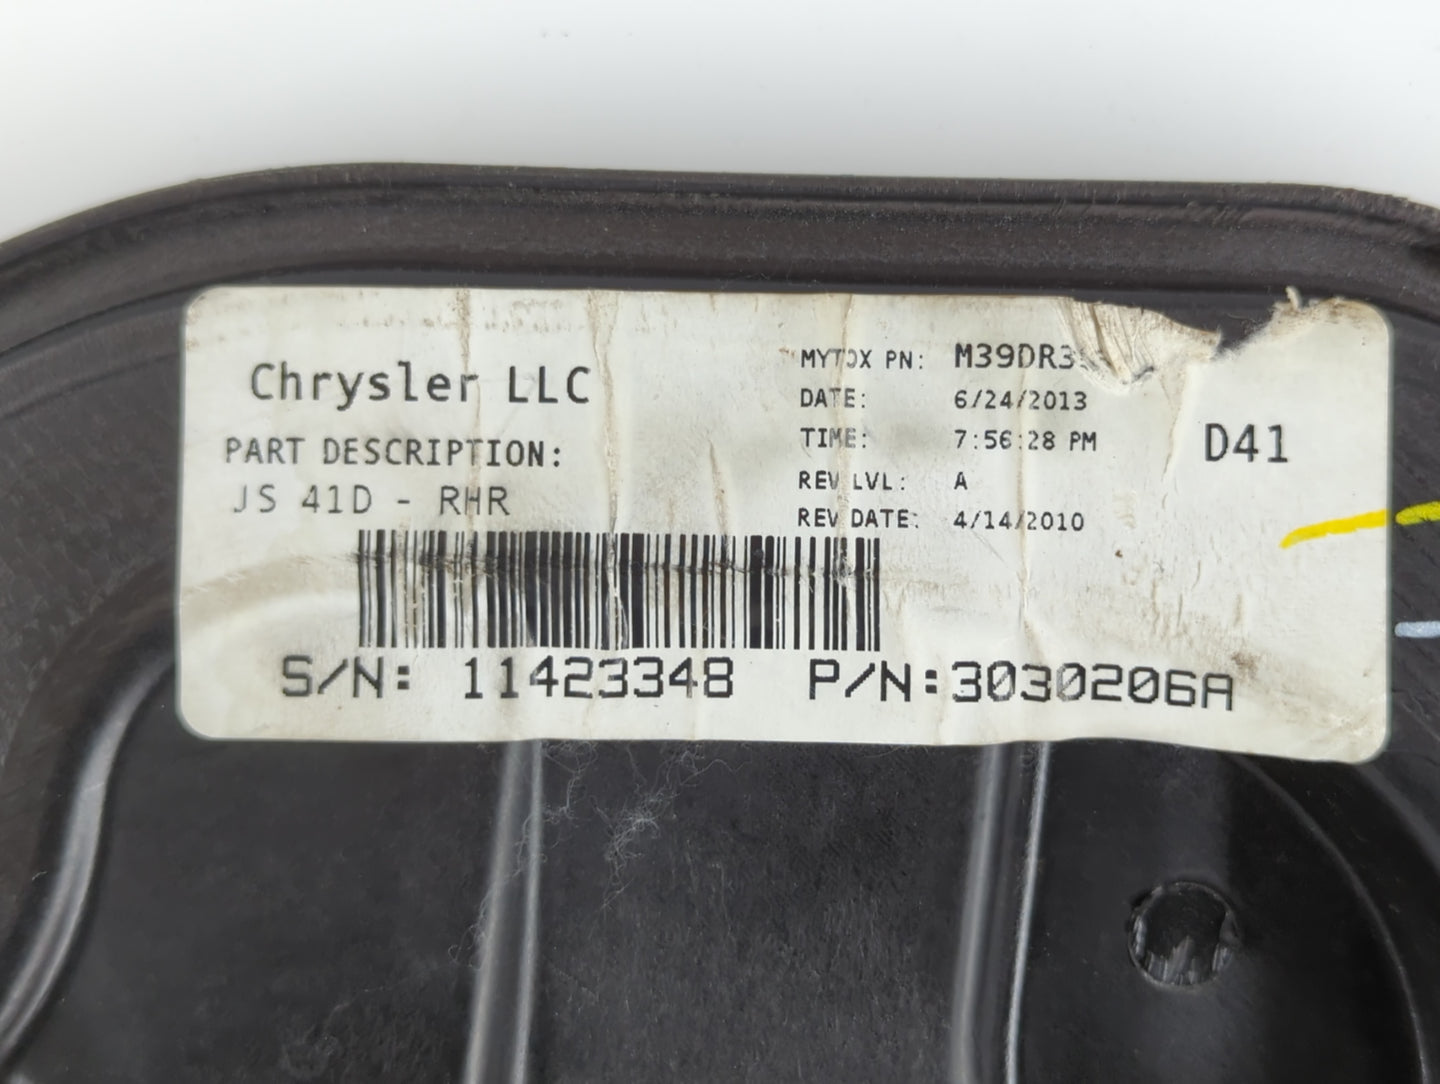 Chrysler LLC
PART DESCRIPTION:
JS 41D - RHR
MYTOX PN:
DATE: 6/24/2013
TIME: 7:56:28 PM
REV LVL: A
REV DATE: 4/14/2010
D41
S/N: 11423348 P/N:3030206A